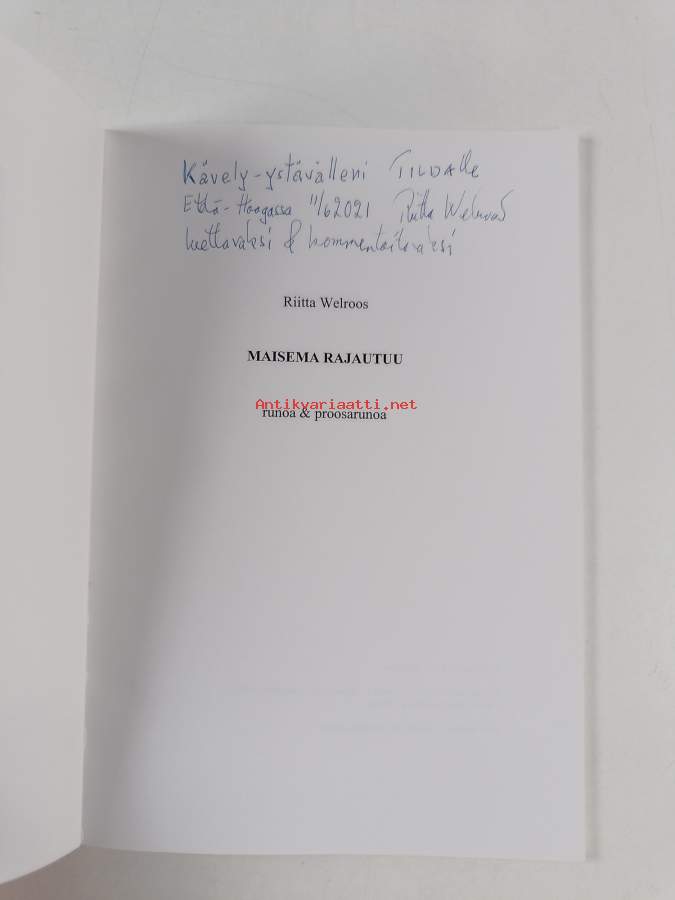 Kävely-ystävälleni TILDALLE
Etelä-Haagassa 11/6 2021 Riitta Welroos
luettavaksi & kommentoitavaksi
Riitta Welroos
MAISEMA RAJAUTUU
Antikvariaatti.net
runoa & proosarunoa